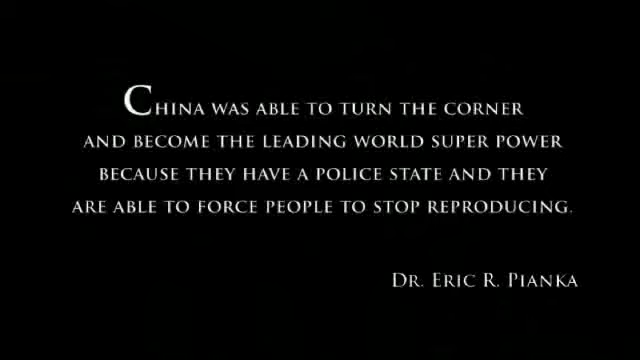 China was able to turn the corner
and become the leading world super power
because they have a police state and they
are able to force people to stop reproducing.
Dr. Eric R. Pianka